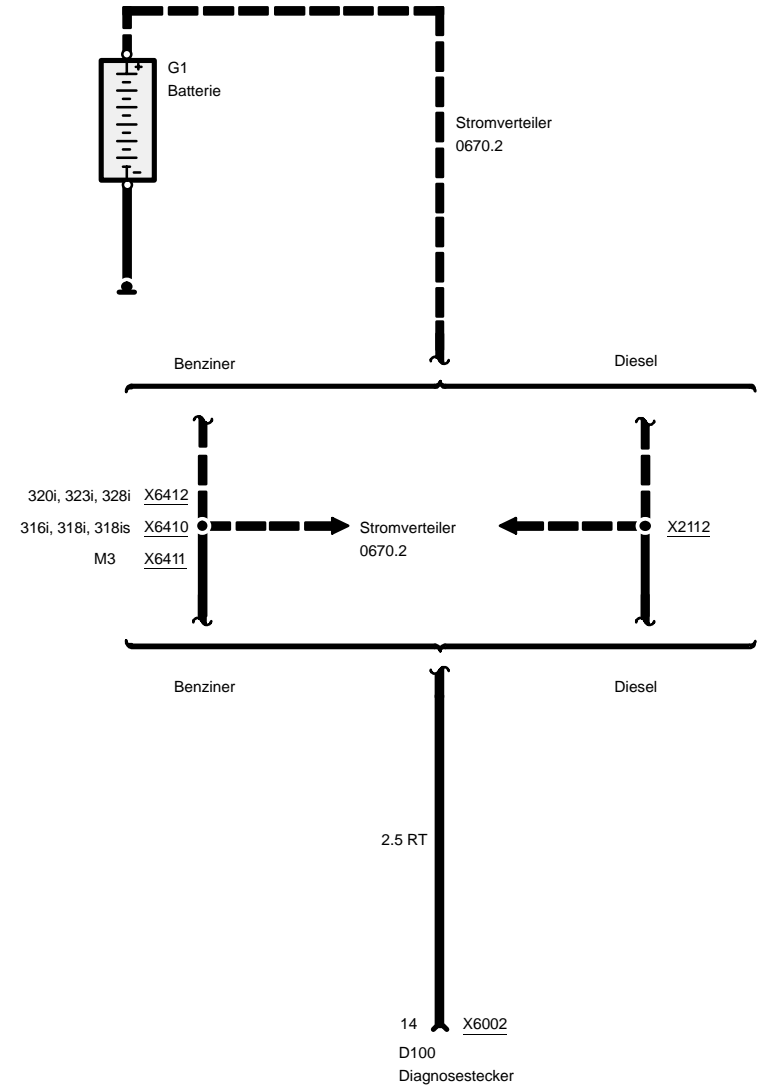 G1
Batterie
Stromverteiler
0670.2
Benziner
Diesel
320i, 323i, 328i X6412
316i, 318i, 318is X6410
Stromverteiler
0670.2
X2112
M3 X6411
Benziner
Diesel
2.5 RT
14
X6002
D100
Diagnosestecker